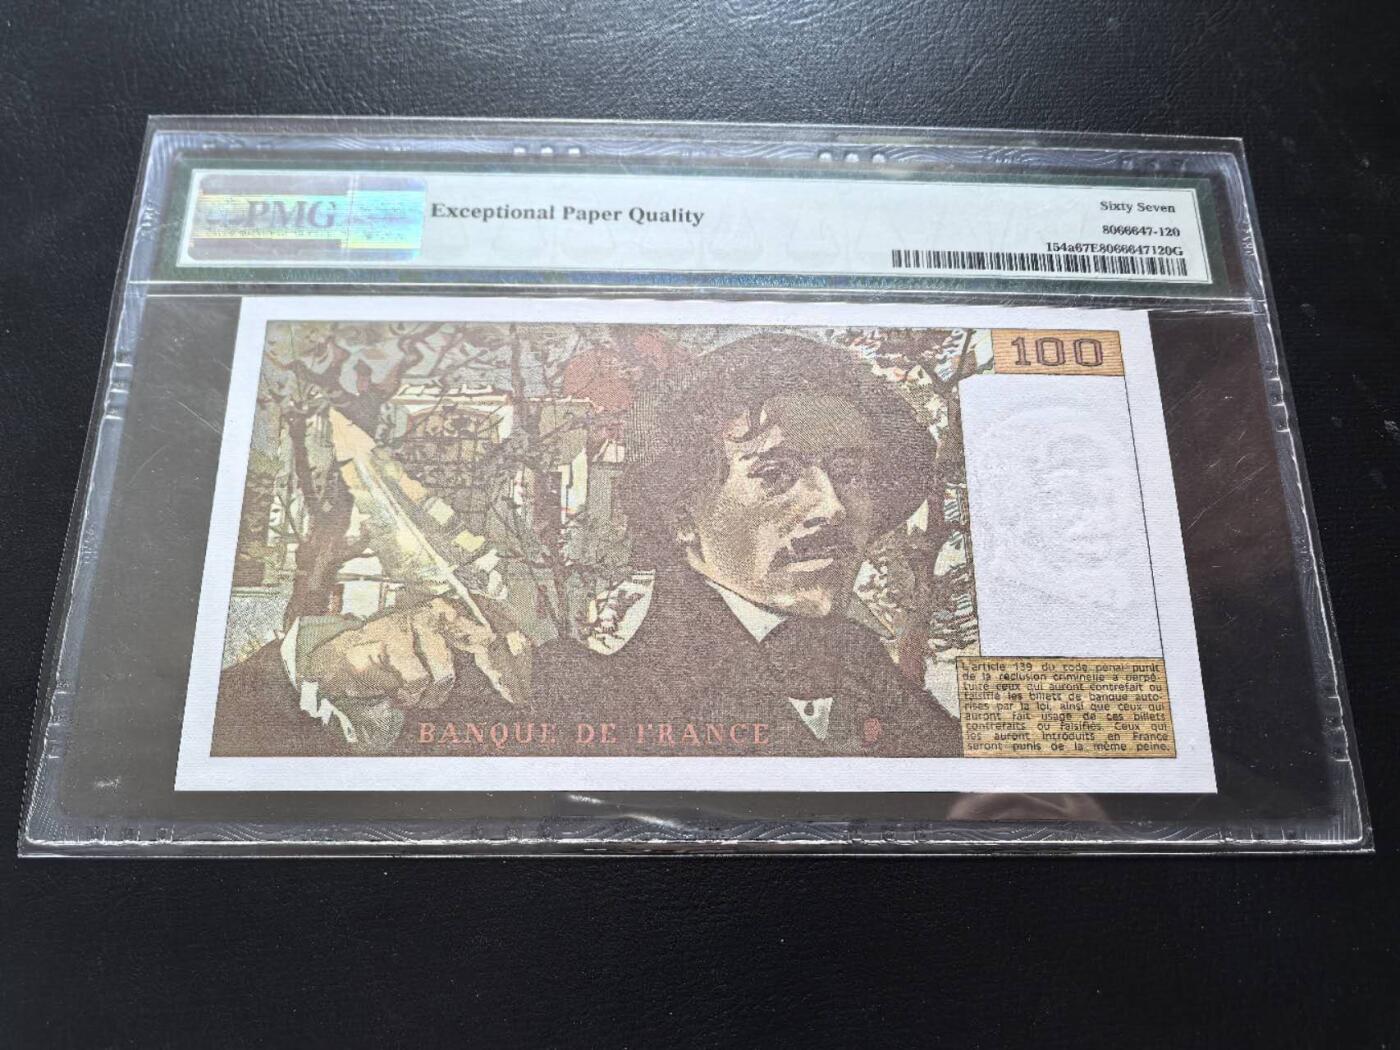 PMG
Exceptional Paper Quality
Sixty Seven
8066647-120
154a67E8066647120G
100
BANQUE DE FRANCE
L'article 139 du code pénal punit
de la réclusion criminelle à perpé-
tuité ceux qui auront contrefait ou
falsifié les billets de banque auto-
risés par la loi, ainsi que ceux qui
auront fait usage de ces billets
contrefaits ou falsifiés. Ceux qui
les auront introduits en France
seront punis de la même peine.